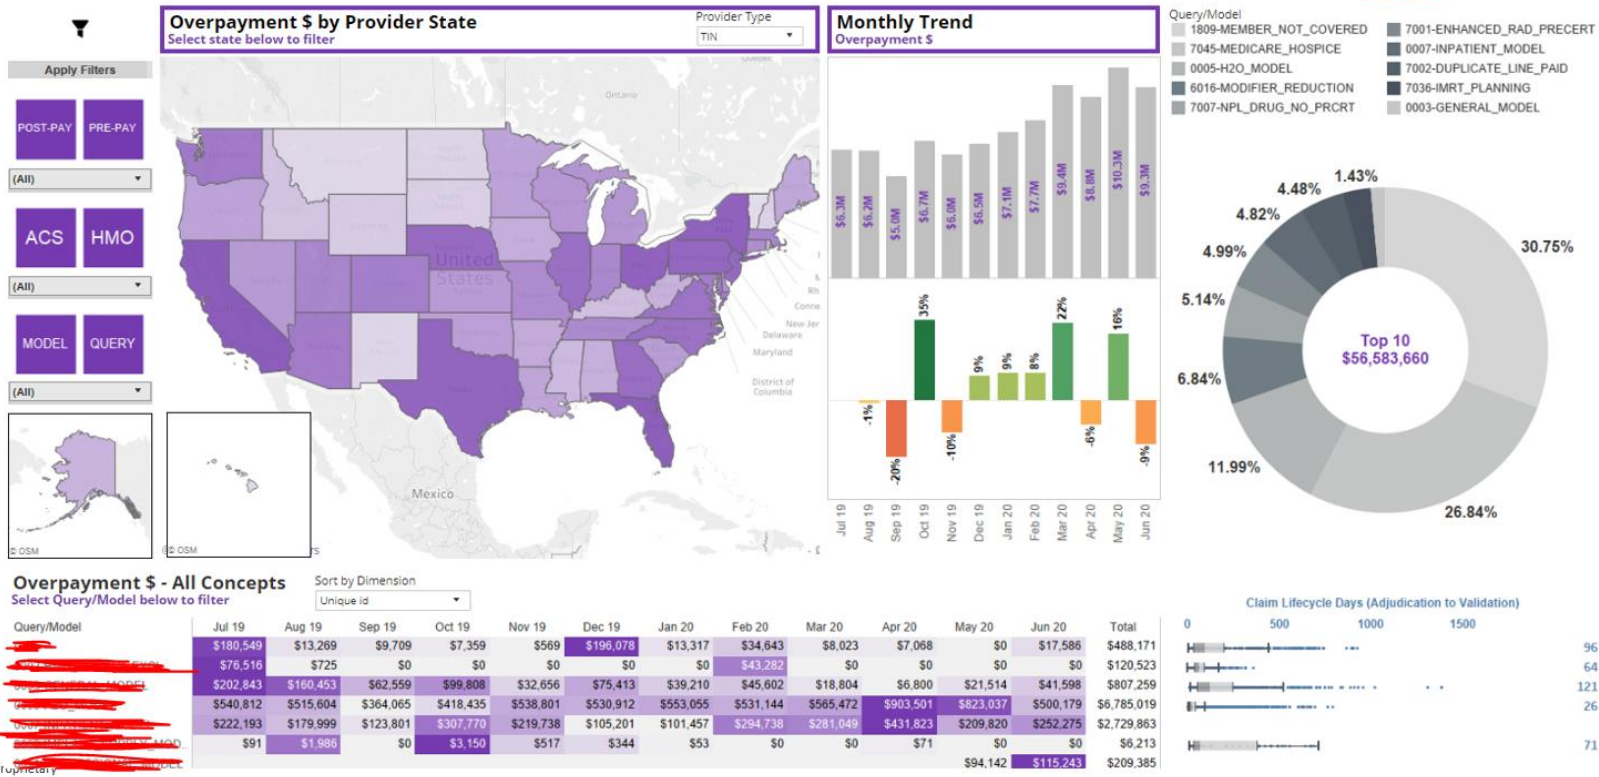 Apply Filters
POST-PAY PRE-PAY
(All)
ACS HMO
(All)
MODEL QUERY
(All)
© OSM
Overpayment $ by Provider State
Select state below to filter
Provider Type
TIN
Ontario
United
States
Mexico
Rh
Conne
New Jer
Delaware
Maryland
District of
Columbia
© OSM
Monthly Trend
Overpayment $
$6.3M $6.2M $5.0M $6.7M $6.0M $6.5M $7.1M $7.7M $9.4M $8.8M $10.3M $9.3M
-1% -20% 35% -10% 9% 9% 8% 22% -6% 16% -9%
Jul 19 Aug 19 Sep 19 Oct 19 Nov 19 Dec 19 Jan 20 Feb 20 Mar 20 Apr 20 May 20 Jun 20
Query/Model
1809-MEMBER_NOT_COVERED 7001-ENHANCED_RAD_PRECERT
7045-MEDICARE_HOSPICE 0007-INPATIENT_MODEL
0005-H2O_MODEL 7002-DUPLICATE_LINE_PAID
6016-MODIFIER_REDUCTION 7036-IMRT_PLANNING
7007-NPL_DRUG_NO_PRCRT 0003-GENERAL_MODEL
1.43%
4.48%
4.82%
30.75%
4.99%
5.14%
Top 10
$56,583,660
6.84%
11.99%
26.84%
Overpayment $ - All Concepts
Select Query/Model below to filter
Sort by Dimension
Unique id
Query/Model Jul 19 Aug 19 Sep 19 Oct 19 Nov 19 Dec 19 Jan 20 Feb 20 Mar 20 Apr 20 May 20 Jun 20 Total
$180,549 $13,269 $9,709 $7,359 $569 $196,078 $13,317 $34,643 $8,023 $7,068 $0 $17,586 $488,171
$76,516 $725 $0 $0 $0 $0 $0 $43,282 $0 $0 $0 $0 $120,523
$202,843 $160,453 $62,559 $99,808 $32,656 $75,413 $39,210 $45,602 $18,804 $6,800 $21,514 $41,598 $807,259
$540,812 $515,604 $364,065 $418,435 $538,801 $530,912 $553,055 $531,144 $565,472 $903,501 $823,037 $500,179 $6,785,019
$222,193 $179,999 $123,801 $307,770 $219,738 $105,201 $101,457 $294,738 $281,049 $431,823 $209,820 $252,275 $2,729,863
$91 $1,986 $0 $3,150 $517 $344 $53 $0 $0 $71 $0 $0 $6,213
$94,142 $115,243 $209,385
Claim Lifecycle Days (Adjudication to Validation)
0 500 1000 1500
96
64
121
26
71